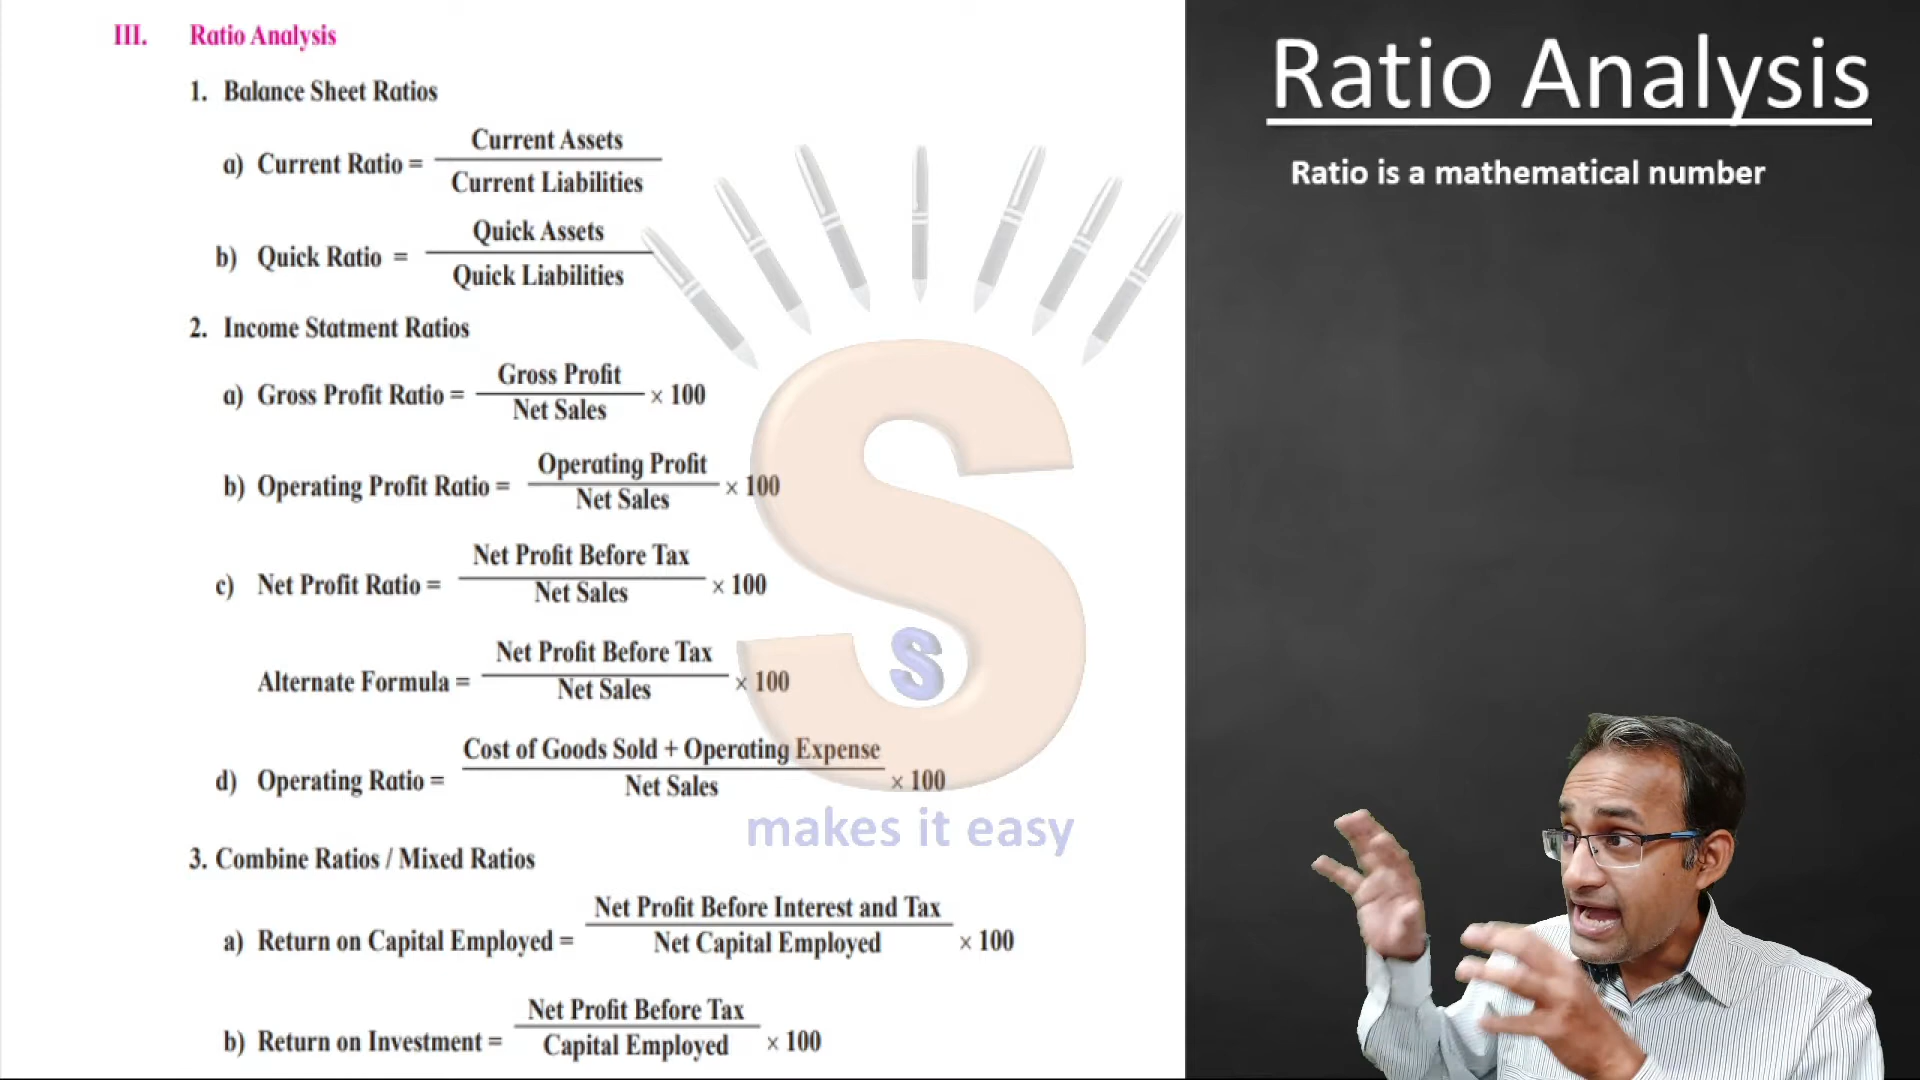 III. Ratio Analysis
1. Balance Sheet Ratios
a) Current Ratio = Current Assets / Current Liabilities
b) Quick Ratio = Quick Assets / Quick Liabilities
2. Income Statment Ratios
a) Gross Profit Ratio = Gross Profit / Net Sales × 100
b) Operating Profit Ratio = Operating Profit / Net Sales × 100
c) Net Profit Ratio = Net Profit Before Tax / Net Sales × 100
Alternate Formula = Net Profit Before Tax / Net Sales × 100
d) Operating Ratio = Cost of Goods Sold + Operating Expense / Net Sales × 100
3. Combine Ratios / Mixed Ratios
a) Return on Capital Employed = Net Profit Before Interest and Tax / Net Capital Employed × 100
b) Return on Investment = Net Profit Before Tax / Capital Employed × 100
S
s
makes it easy
Ratio Analysis
Ratio is a mathematical number